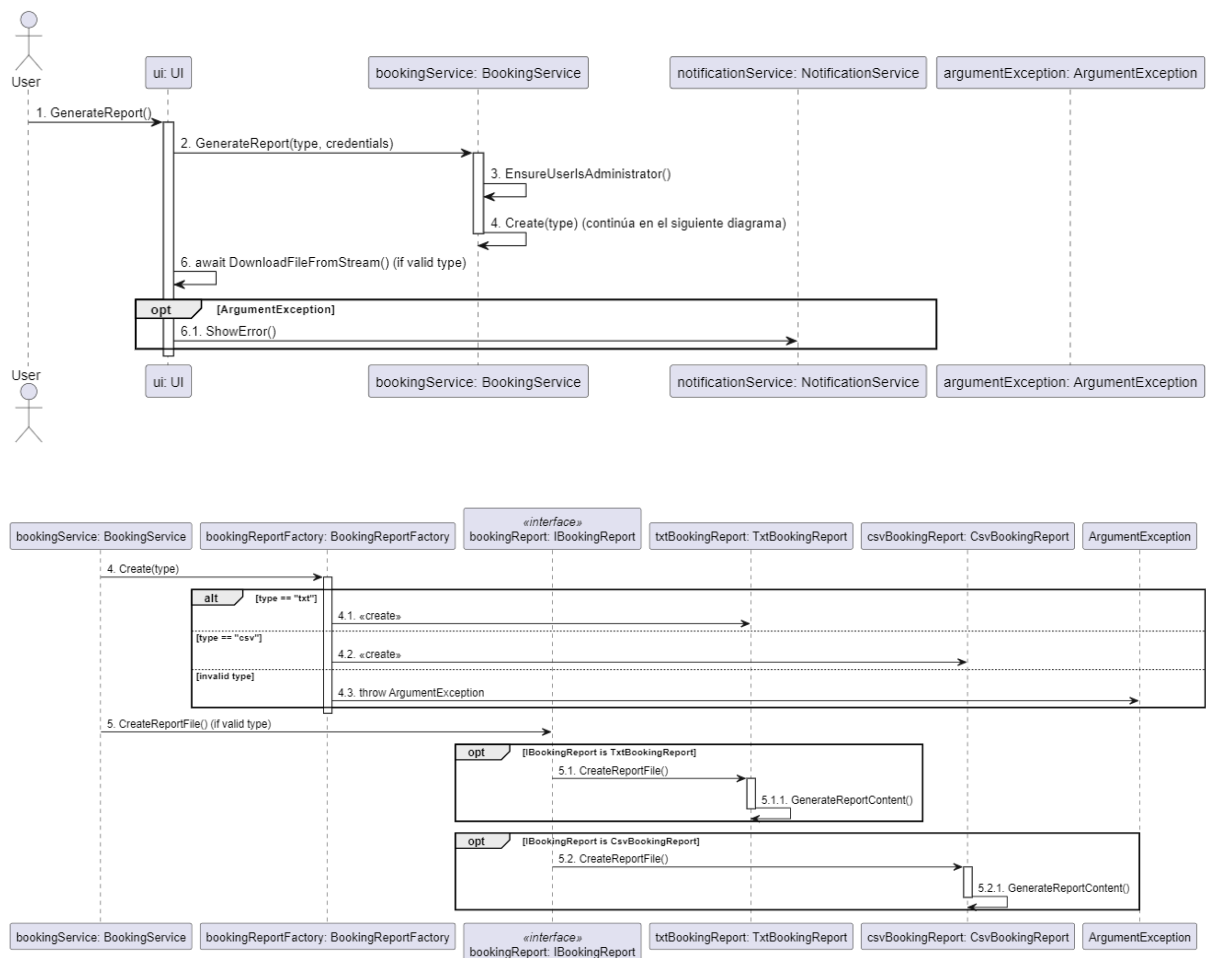 User
ui: UI
bookingService: BookingService
notificationService: NotificationService
argumentException: ArgumentException
1. GenerateReport()
2. GenerateReport(type, credentials)
3. EnsureUserIsAdministrator()
4. Create(type) (continúa en el siguiente diagrama)
6. await DownloadFileFromStream() (if valid type)
opt
[ArgumentException]
6.1. ShowError()
User
ui: UI
bookingService: BookingService
notificationService: NotificationService
argumentException: ArgumentException
bookingService: BookingService
bookingReportFactory: BookingReportFactory
«interface»
bookingReport: IBookingReport
txtBookingReport: TxtBookingReport
csvBookingReport: CsvBookingReport
ArgumentException
4. Create(type)
alt
[type == "txt"]
4.1. «create»
[type == "csv"]
4.2. «create»
[invalid type]
4.3. throw ArgumentException
5. CreateReportFile() (if valid type)
opt
[IBookingReport is TxtBookingReport]
5.1. CreateReportFile()
5.1.1. GenerateReportContent()
opt
[IBookingReport is CsvBookingReport]
5.2. CreateReportFile()
5.2.1. GenerateReportContent()
bookingService: BookingService
bookingReportFactory: BookingReportFactory
«interface»
bookingReport: IBookingReport
txtBookingReport: TxtBookingReport
csvBookingReport: CsvBookingReport
ArgumentException